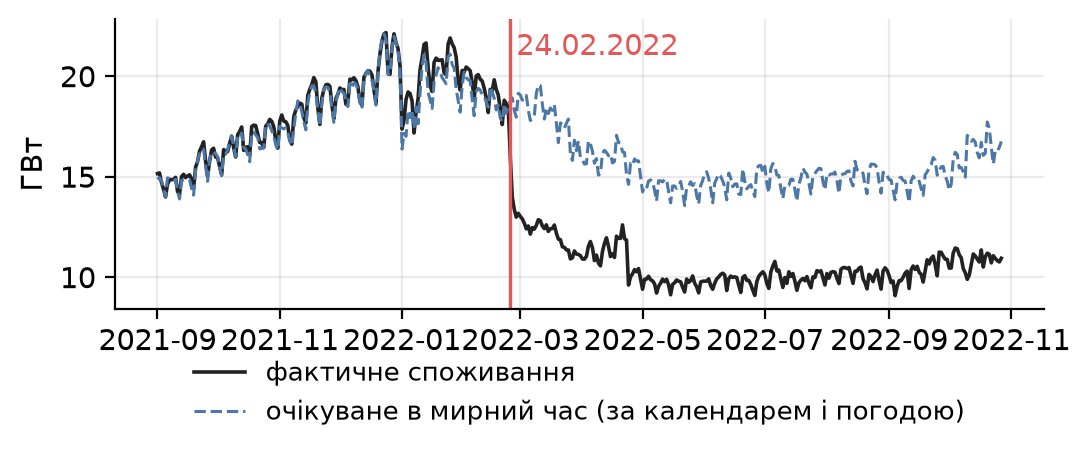 24.02.2022
20
15
10
ГВт
2021-09 2021-11 2022-01 2022-03 2022-05 2022-07 2022-09 2022-11
фактичне споживання
очікуване в мирний час (за календарем і погодою)